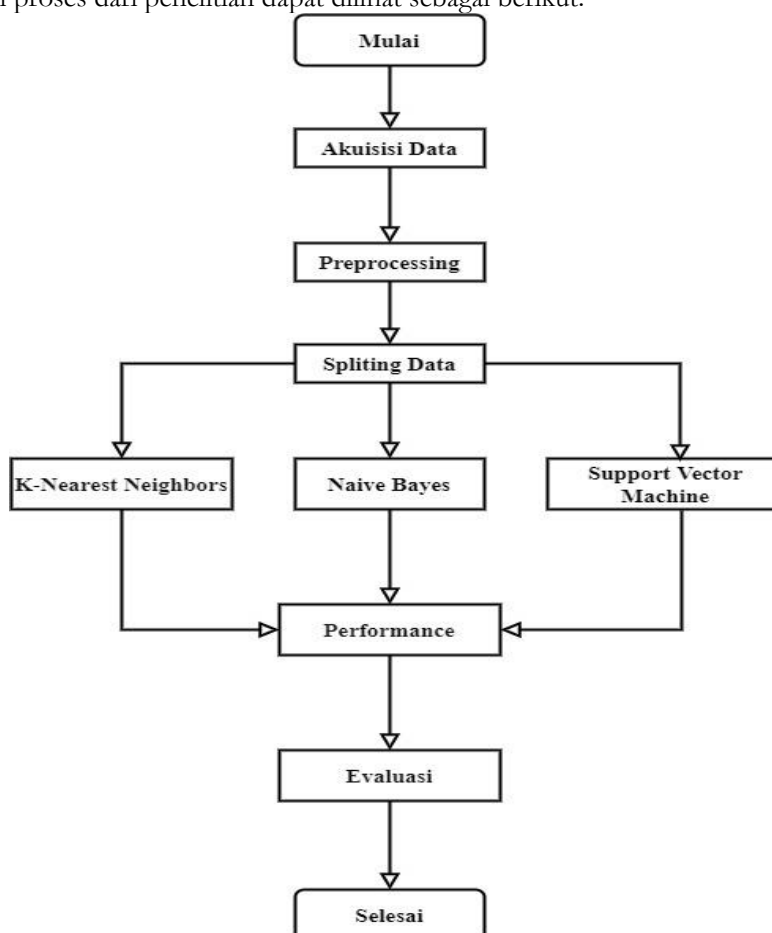 proses dari penelitian dapat dilihat sebagai berikut.
Mulai
Akuisisi Data
Preprocessing
Spliting Data
K-Nearest Neighbors
Naive Bayes
Support Vector
Machine
Performance
Evaluasi
Selesai